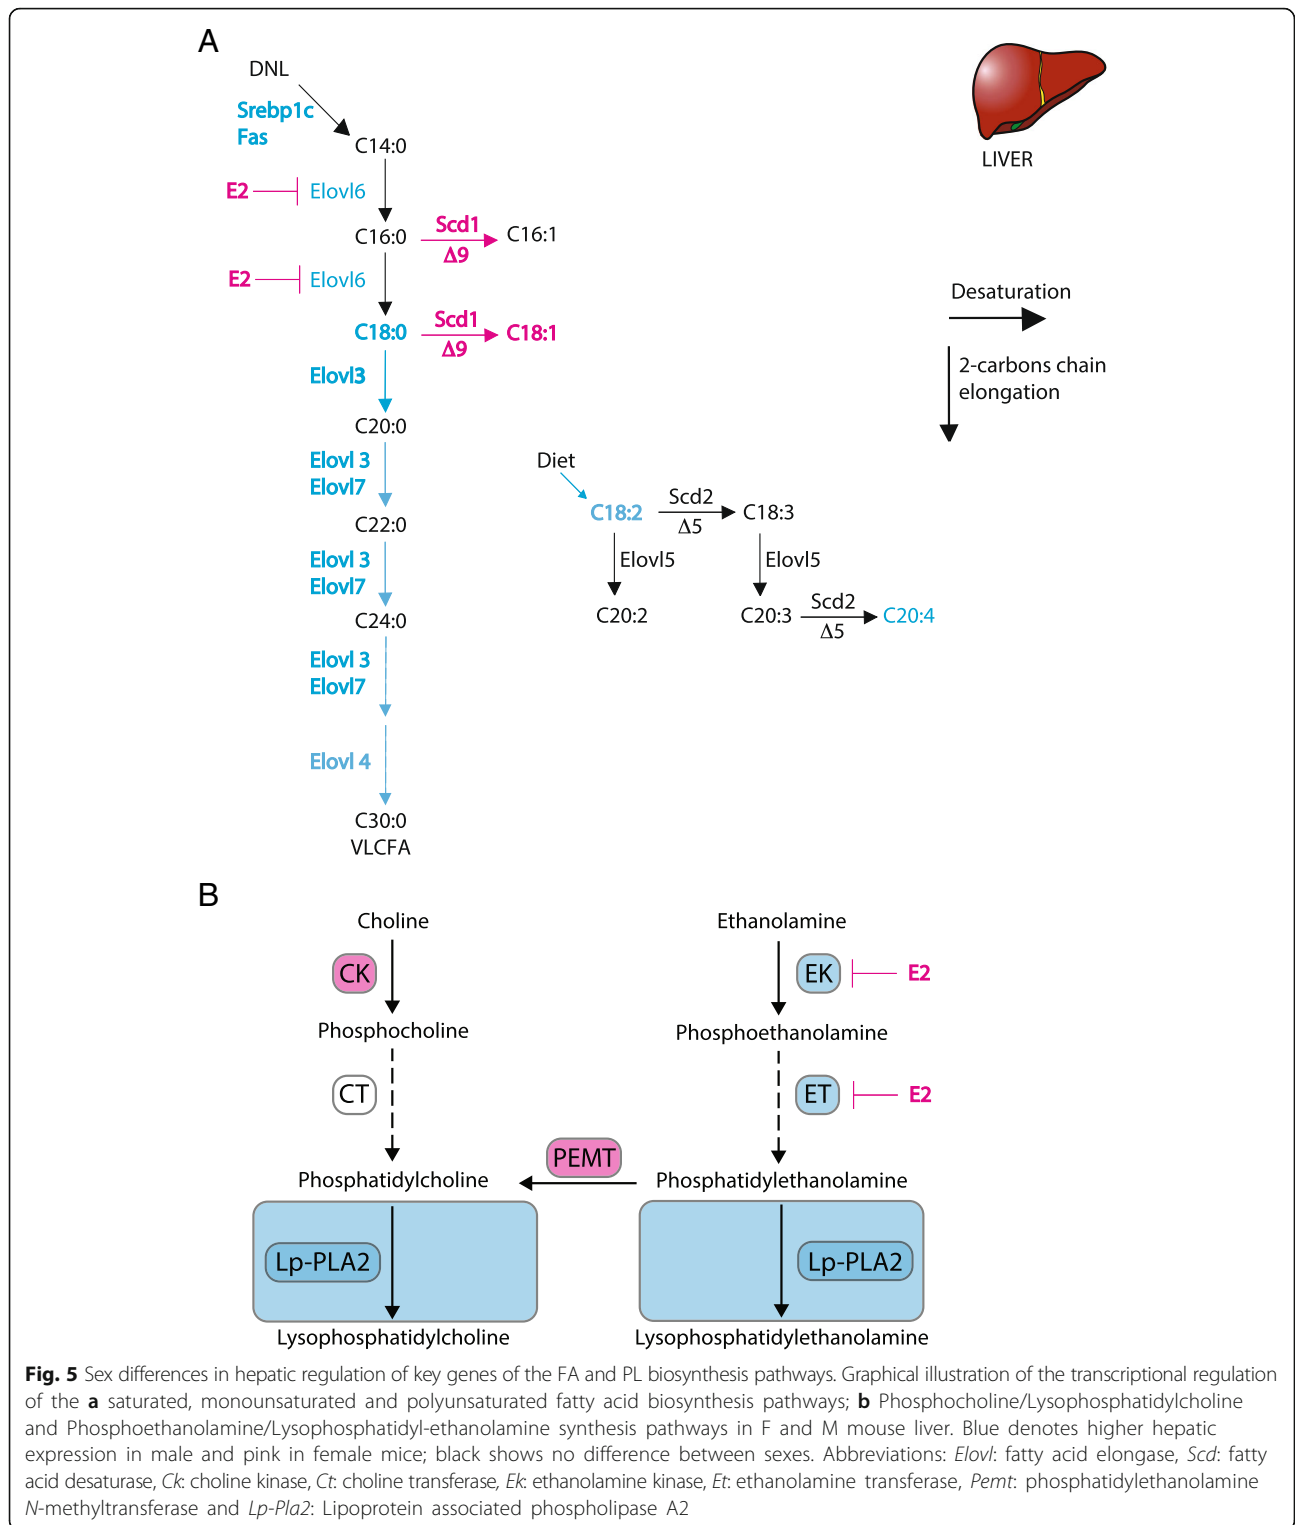 A
DNL
Srebp1c
Fas
C14:0
E2
Elovl6
C16:0
Scd1
Δ9
C16:1
E2
Elovl6
C18:0
Scd1
Δ9
C18:1
Elovl3
C20:0
Elovl 3
Elovl7
C22:0
Elovl 3
Elovl7
C24:0
Elovl 3
Elovl7
Elovl 4
C30:0
VLCFA
LIVER
Desaturation
2-carbons chain
elongation
Diet
C18:2
Scd2
Δ5
C18:3
Elovl5
Elovl5
C20:2
C20:3
Scd2
Δ5
C20:4
B
Choline
CK
Phosphocholine
CT
Phosphatidylcholine
Lp-PLA2
Lysophosphatidylcholine
PEMT
Ethanolamine
EK
E2
Phosphoethanolamine
ET
E2
Phosphatidylethanolamine
Lp-PLA2
Lysophosphatidylethanolamine
Fig. 5 Sex differences in hepatic regulation of key genes of the FA and PL biosynthesis pathways. Graphical illustration of the transcriptional regulation
of the a saturated, monounsaturated and polyunsaturated fatty acid biosynthesis pathways; b Phosphocholine/Lysophosphatidylcholine
and Phosphoethanolamine/Lysophosphatidyl-ethanolamine synthesis pathways in F and M mouse liver. Blue denotes higher hepatic
expression in male and pink in female mice; black shows no difference between sexes. Abbreviations: Elovl: fatty acid elongase, Scd: fatty
acid desaturase, Ck: choline kinase, Ct: choline transferase, Ek: ethanolamine kinase, Et: ethanolamine transferase, Pemt: phosphatidylethanolamine
N-methyltransferase and Lp-Pla2: Lipoprotein associated phospholipase A2